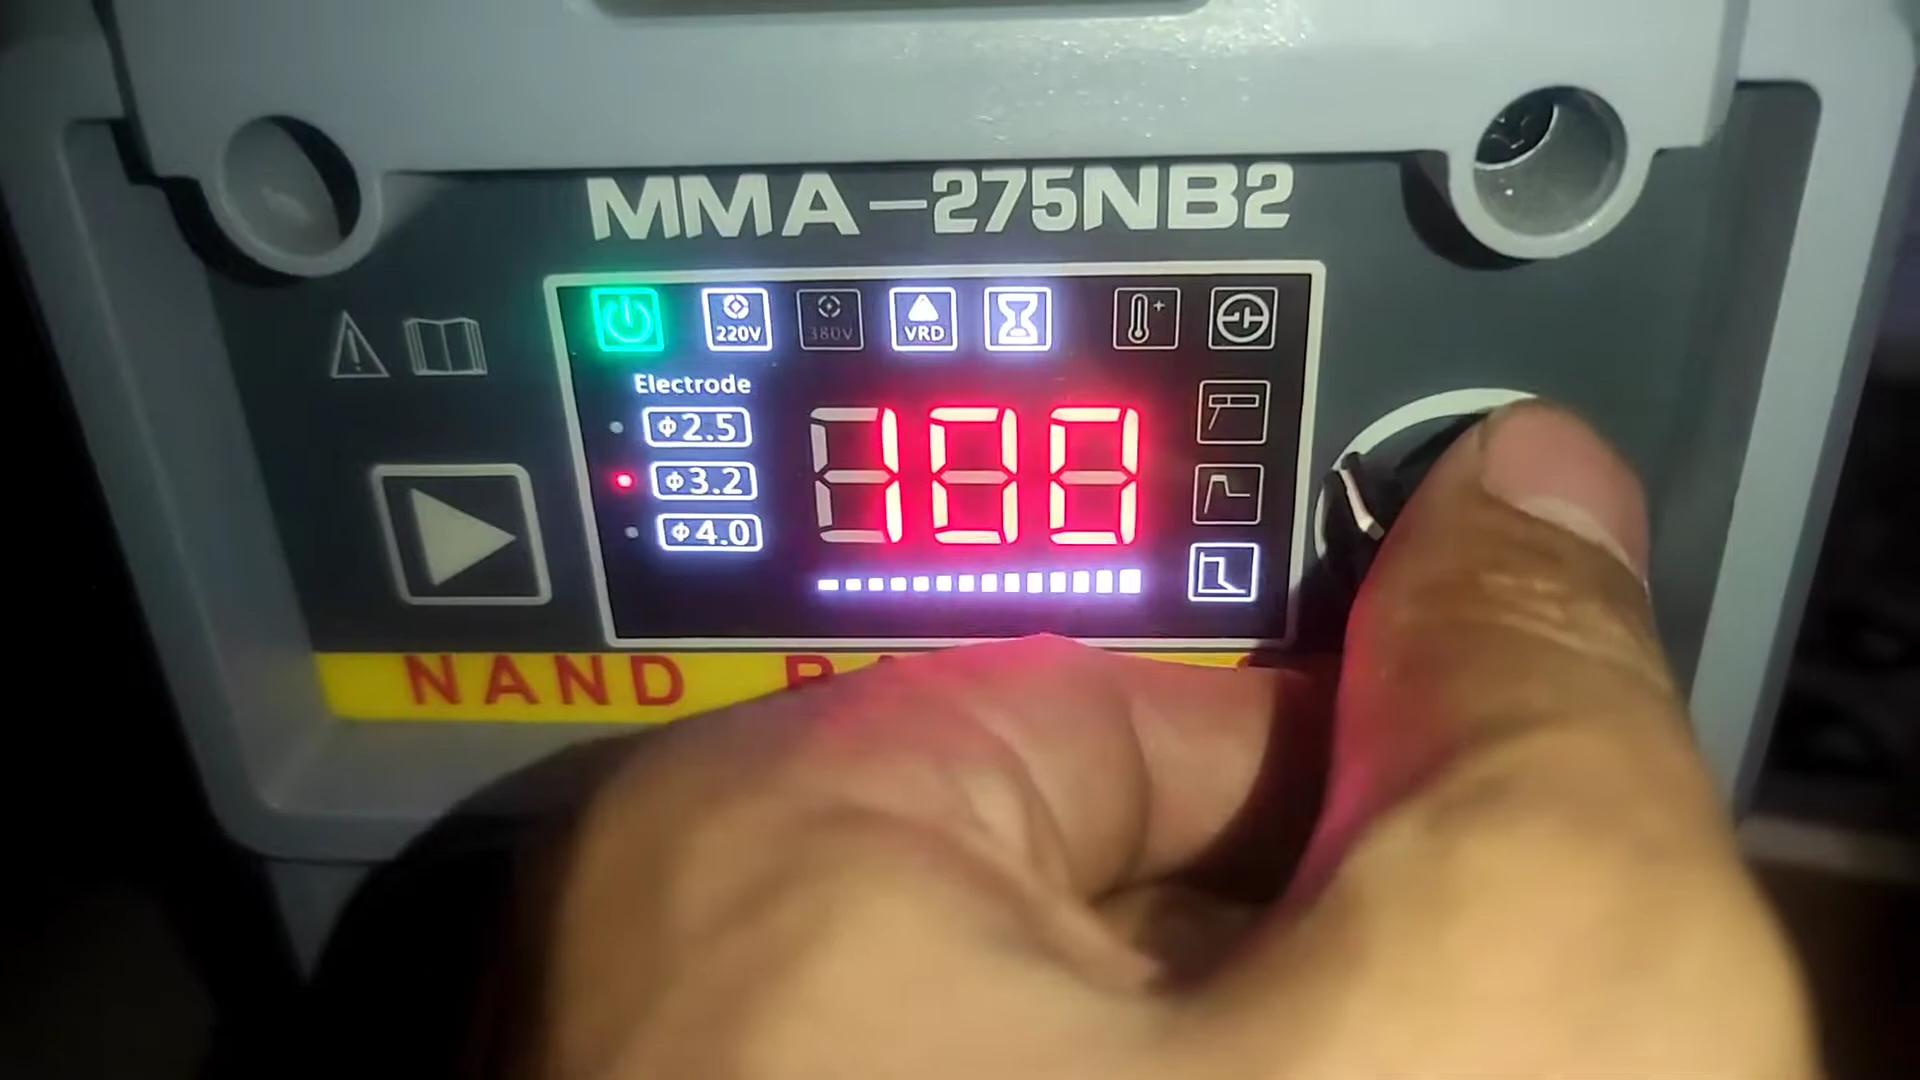 MMA-275NB2
220V
380V
VRD
Electrode
Φ2.5
Φ3.2
Φ4.0
100
NAND